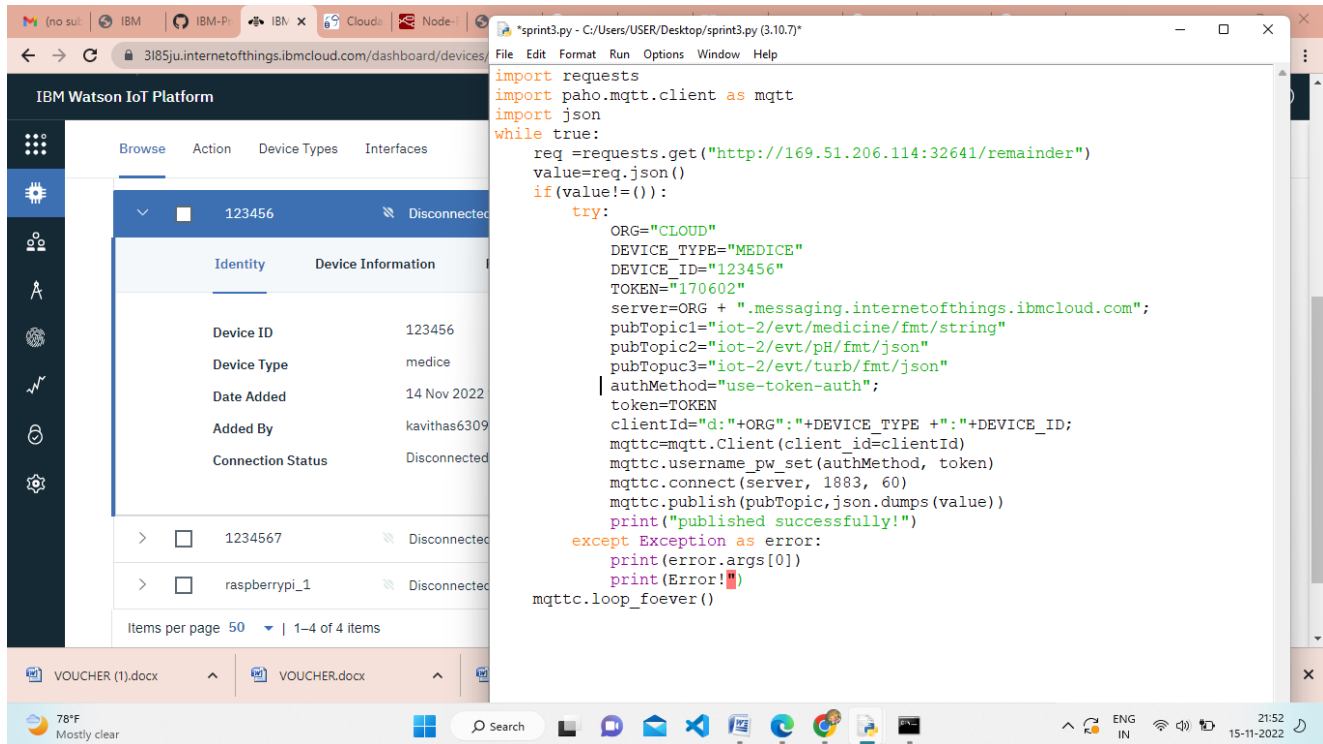 M (no sub
IBM
IBM-Pr
IBM
Clouda
Node-
*sprint3.py - C:/Users/USER/Desktop/sprint3.py (3.10.7)*
3l85ju.internetofthings.ibmcloud.com/dashboard/devices/
File Edit Format Run Options Window Help
IBM Watson IoT Platform
Browse Action Device Types Interfaces
123456 Disconnected
Identity Device Information
Device ID 123456
Device Type medice
Date Added 14 Nov 2022
Added By kavithas6309
Connection Status Disconnected
1234567 Disconnected
raspberrypi_1 Disconnected
Items per page 50 | 1–4 of 4 items
import requests
import paho.mqtt.client as mqtt
import json
while true:
    req =requests.get("http://169.51.206.114:32641/remainder")
    value=req.json()
    if(value!=()):
        try:
            ORG="CLOUD"
            DEVICE_TYPE="MEDICE"
            DEVICE_ID="123456"
            TOKEN="170602"
            server=ORG + ".messaging.internetofthings.ibmcloud.com";
            pubTopic1="iot-2/evt/medicine/fmt/string"
            pubTopic2="iot-2/evt/pH/fmt/json"
            pubTopuc3="iot-2/evt/turb/fmt/json"
            authMethod="use-token-auth";
            token=TOKEN
            clientId="d:"+ORG":"+DEVICE_TYPE +":"+DEVICE_ID;
            mqttc=mqtt.Client(client_id=clientId)
            mqttc.username_pw_set(authMethod, token)
            mqttc.connect(server, 1883, 60)
            mqttc.publish(pubTopic,json.dumps(value))
            print("published successfully!")
        except Exception as error:
            print(error.args[0])
            print(Error!")
    mqttc.loop_foever()
VOUCHER (1).docx
VOUCHER.docx
78°F
Mostly clear
Search
ENG
IN
21:52
15-11-2022